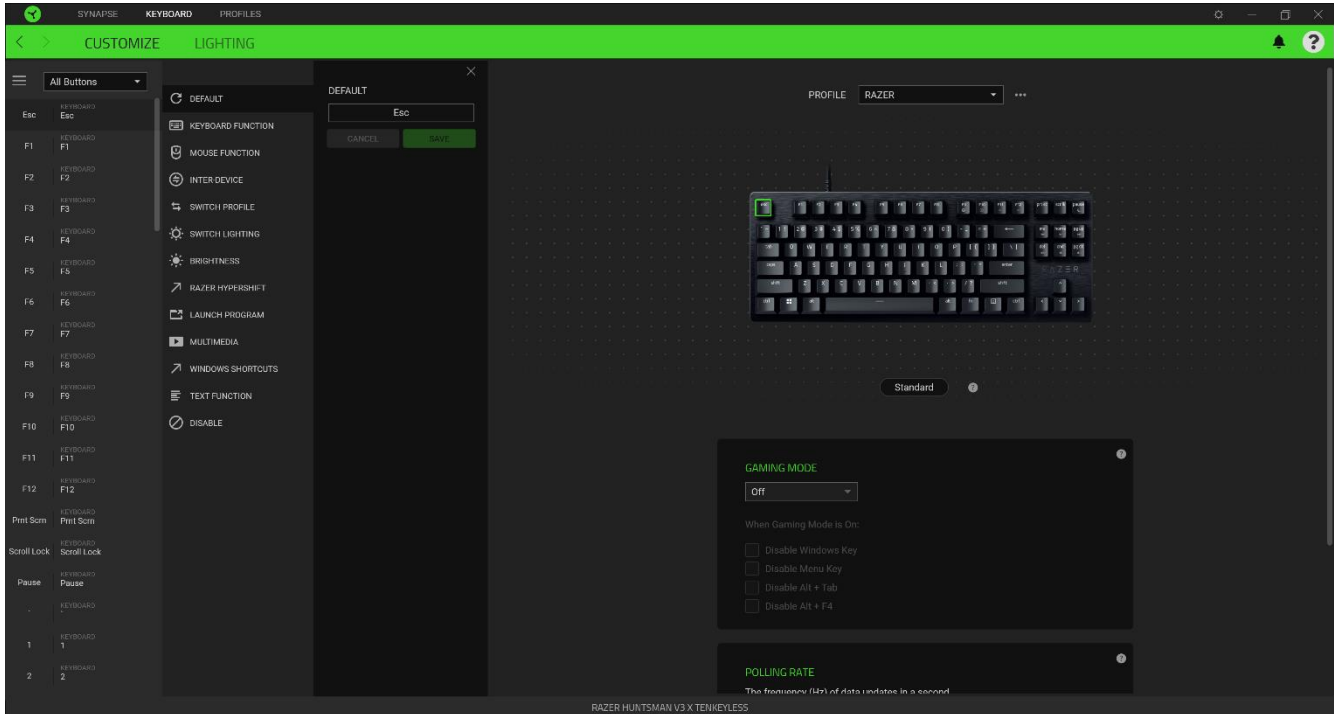 SYNAPSE KEYBOARD PROFILES
CUSTOMIZE LIGHTING
All Buttons
Esc KEYBOARD Esc
F1 KEYBOARD F1
F2 KEYBOARD F2
F3 KEYBOARD F3
F4 KEYBOARD F4
F5 KEYBOARD F5
F6 KEYBOARD F6
F7 KEYBOARD F7
F8 KEYBOARD F8
F9 KEYBOARD F9
F10 KEYBOARD F10
F11 KEYBOARD F11
F12 KEYBOARD F12
Prnt Scrn KEYBOARD Prnt Scrn
Scroll Lock KEYBOARD Scroll Lock
Pause KEYBOARD Pause
KEYBOARD
1 KEYBOARD 1
2 KEYBOARD 2
DEFAULT
KEYBOARD FUNCTION
MOUSE FUNCTION
INTER-DEVICE
SWITCH PROFILE
SWITCH LIGHTING
BRIGHTNESS
RAZER HYPERSHIFT
LAUNCH PROGRAM
MULTIMEDIA
WINDOWS SHORTCUTS
TEXT FUNCTION
DISABLE
DEFAULT
Esc
CANCEL SAVE
PROFILE RAZER
RAZER
Standard
GAMING MODE
Off
When Gaming Mode is On:
Disable Windows Key
Disable Menu Key
Disable Alt + Tab
Disable Alt + F4
POLLING RATE
The frequency (Hz) of data updates in a second
RAZER HUNTSMAN V3 X TENKEYLESS